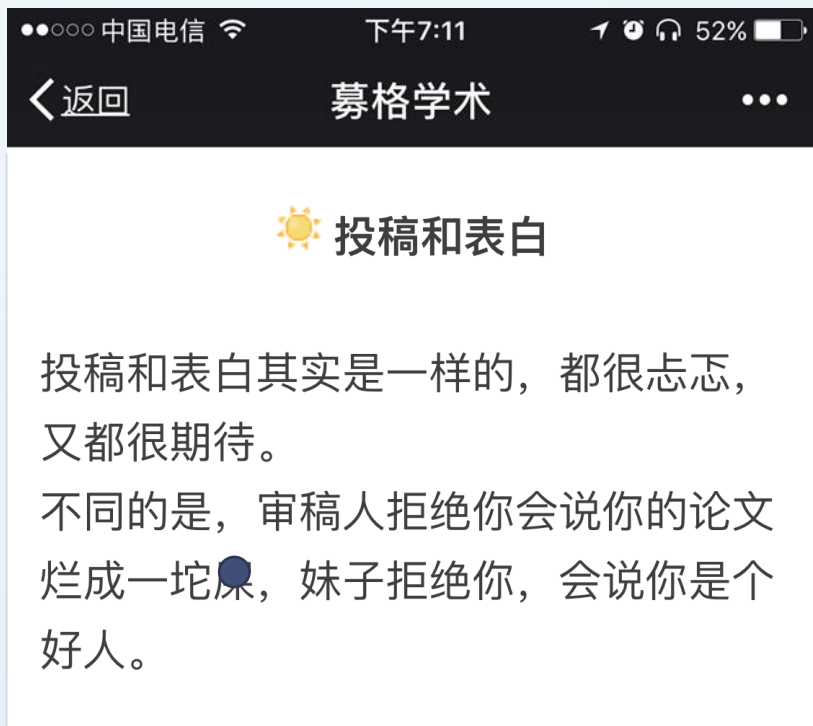 中国电信 下午7:11 52%
返回 募格学术
投稿和表白
投稿和表白其实是一样的，都很忐忑，
又都很期待。
不同的是，审稿人拒绝你会说你的论文
烂成一坨，妹子拒绝你，会说你是个
好人。